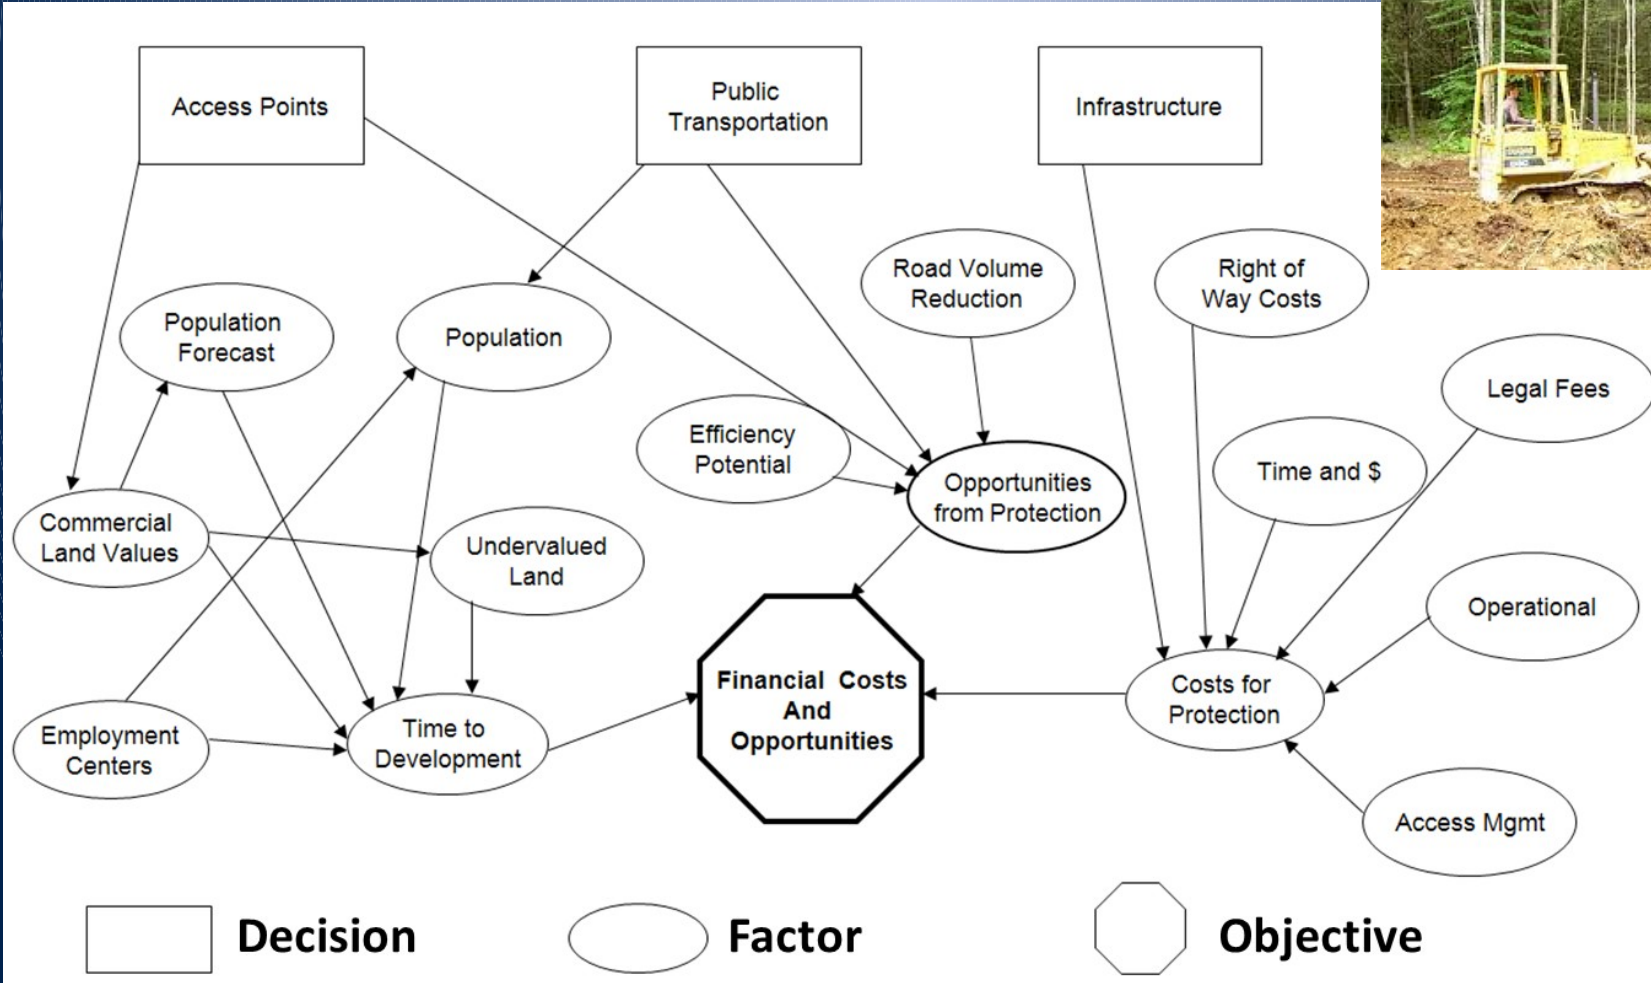 Access Points
Public
Transportation
Infrastructure
Road Volume
Reduction
Right of
Way Costs
Population
Forecast
Population
Legal Fees
Efficiency
Potential
Time and $
Opportunities
from Protection
Commercial
Land Values
Undervalued
Land
Operational
Financial Costs
And
Opportunities
Costs for
Protection
Employment
Centers
Time to
Development
Access Mgmt
Decision
Factor
Objective